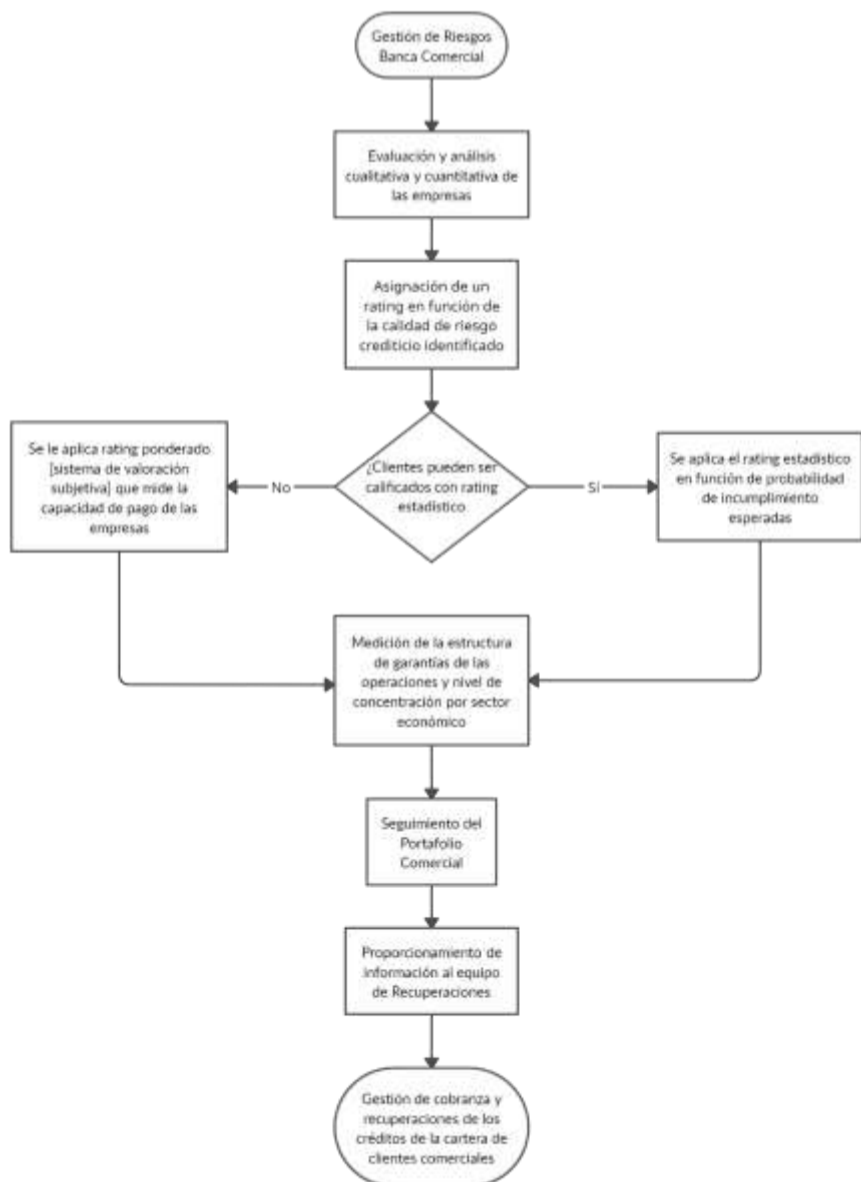 Gestión de Riesgos
Banca Comercial
Evaluación y análisis
cualitativa y cuantitativa de
las empresas
Asignación de un
rating en función de
la calidad de riesgo
crediticio identificado
¿Clientes pueden ser
calificados con rating
estadístico
No
Sí
Se le aplica rating ponderado
[sistema de valoración
subjetiva] que mide la
capacidad de pago de las
empresas
Se aplica el rating estadístico
en función de probabilidad
de incumplimiento
esperadas
Medición de la estructura
de garantías de las
operaciones y nivel de
concentración por sector
económico
Seguimiento del
Portafolio
Comercial
Proporcionamiento de
información al equipo
de Recuperaciones
Gestión de cobranza y
recuperaciones de los
créditos de la cartera de
clientes comerciales